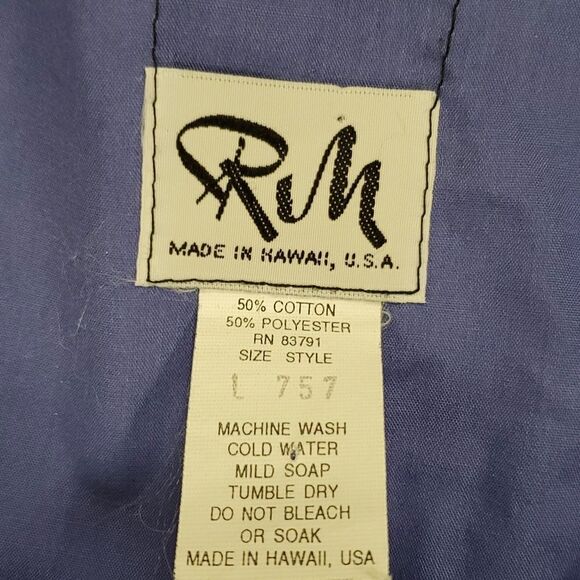 RiM
MADE IN HAWAII, U.S.A.
50% COTTON
50% POLYESTER
RN 83791
SIZE STYLE
L 757
MACHINE WASH
COLD WATER
MILD SOAP
TUMBLE DRY
DO NOT BLEACH
OR SOAK
MADE IN HAWAII, USA